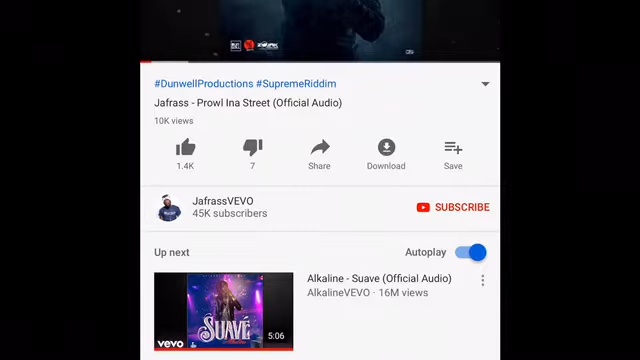 #DunwellProductions #SupremeRiddim
Jafrass - Prowl Ina Street (Official Audio)
10K views
1.4K
7
Share
Download
Save
JafrassVEVO
45K subscribers
SUBSCRIBE
Up next
Autoplay
Alkaline - Suave (Official Audio)
AlkalineVEVO · 16M views
SUAVÉ
vevo
5:06